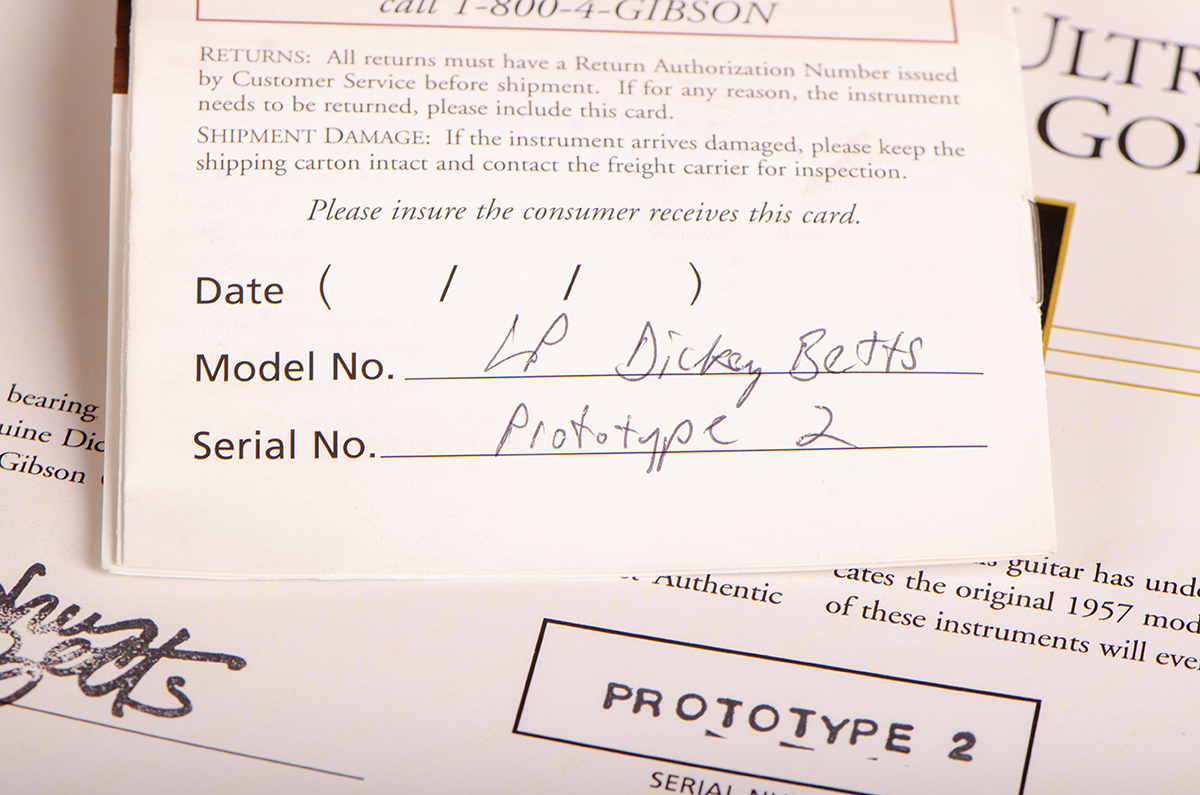 call 1-800-4-GIBSON
RETURNS: All returns must have a Return Authorization Number issued
by Customer Service before shipment. If for any reason, the instrument
needs to be returned, please include this card.
SHIPMENT DAMAGE: If the instrument arrives damaged, please keep the
shipping carton intact and contact the freight carrier for inspection.
Please insure the consumer receives this card.
Date ( / / )
Model No. LP Dickey Betts
Serial No. Prototype 2
bearing
Gibson
Betts
Authentic
guitar has
cates the original 1957
of these instruments will
PROTOTYPE 2
SERIAL